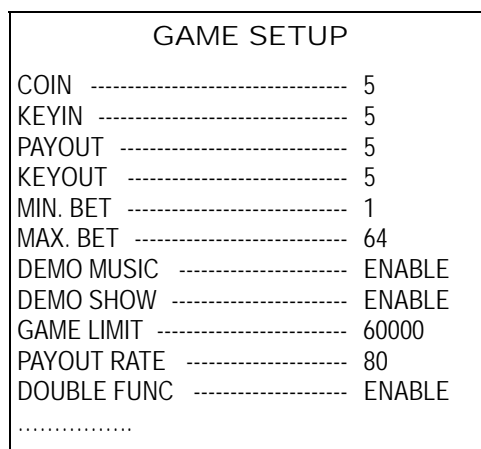 GAME SETUP
COIN ----------------------------------- 5
KEYIN ---------------------------------- 5
PAYOUT ------------------------------- 5
KEYOUT ------------------------------ 5
MIN. BET ------------------------------ 1
MAX. BET ----------------------------- 64
DEMO MUSIC ----------------------- ENABLE
DEMO SHOW ------------------------ ENABLE
GAME LIMIT -------------------------- 60000
PAYOUT RATE ---------------------- 80
DOUBLE FUNC --------------------- ENABLE
................